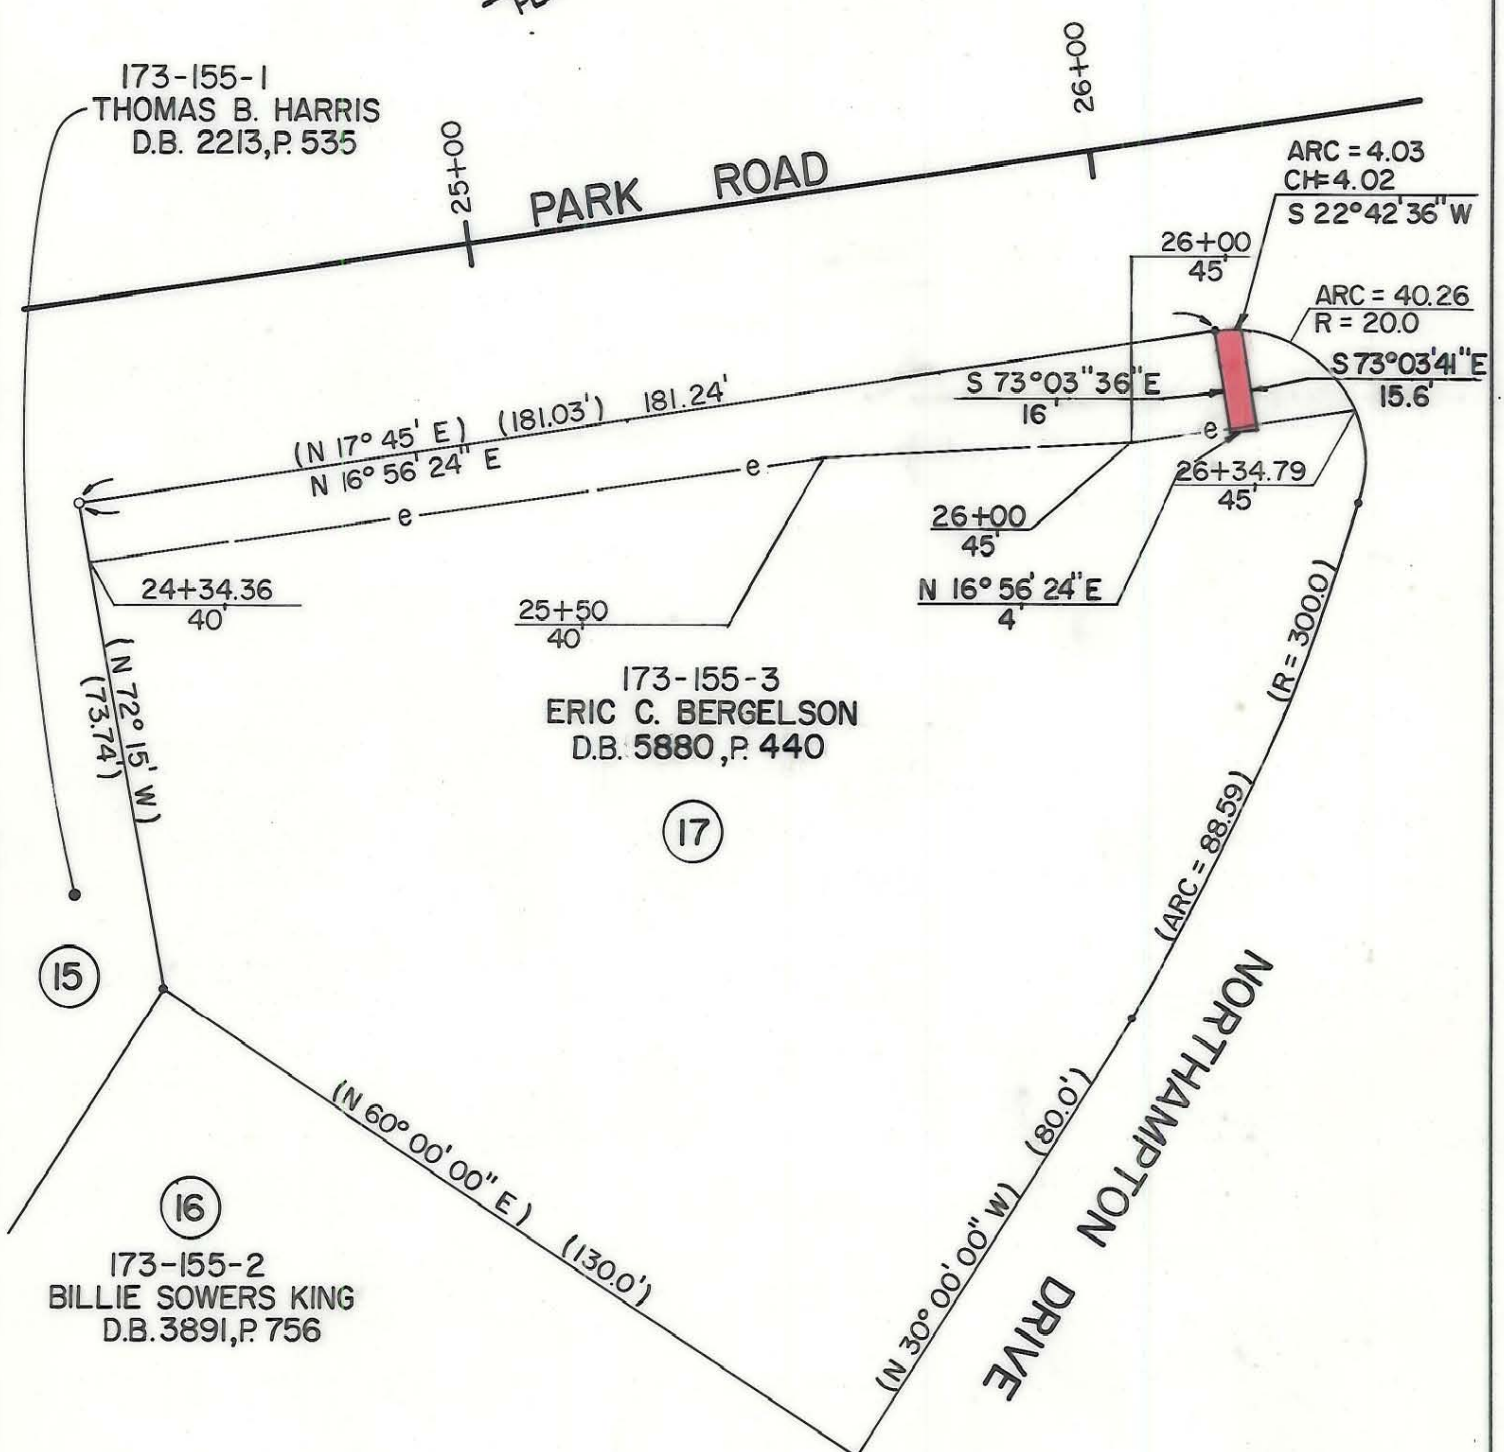 173-155-1
THOMAS B. HARRIS
D.B. 2213, P. 535
25+00
PARK ROAD
26+00
ARC = 4.03
CH=4.02
S 22°42'36" W
26+00
45'
ARC = 40.26
R = 20.0
S 73°03'41" E
15.6'
S 73°03"36" E
16'
(N 17° 45' E) (181.03') 181.24'
N 16° 56' 24" E
e
e
e
26+34.79
45'
26+00
45'
N 16° 56' 24" E
4'
24+34.36
40'
25+50
40'
(N 72° 15' W)
(73.74')
173-155-3
ERIC C. BERGELSON
D.B. 5880, P. 440
17
(R = 300.0)
(ARC = 88.59)
15
NORTHAMPTON DRIVE
(N 60° 00' 00" E) (130.0')
(N 30° 00' 00" W) (80.0')
16
173-155-2
BILLIE SOWERS KING
D.B. 3891, P. 756